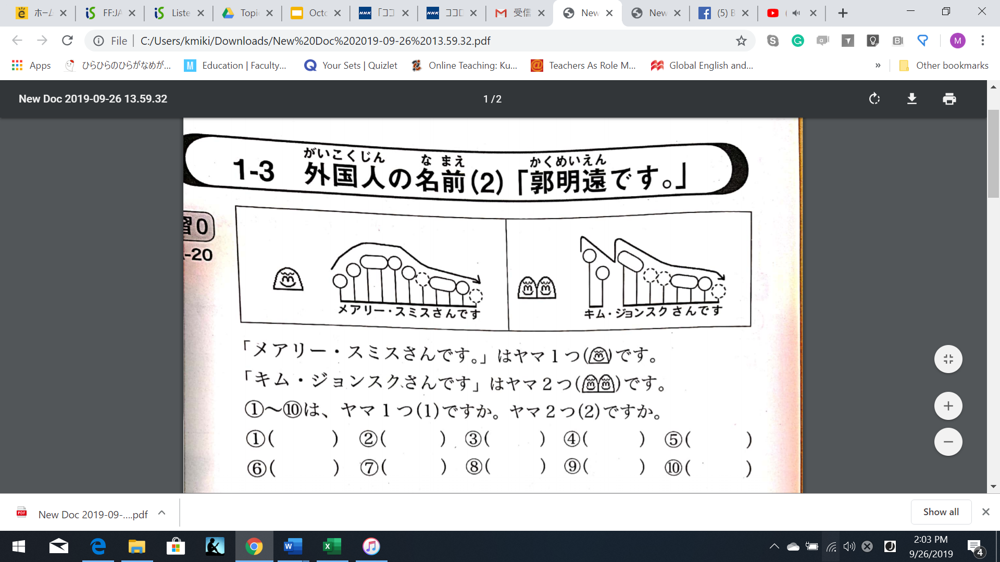 ホーム
FF:JA
Liste
Topic
Octo
「ココ
ココロ
受信
New
New
(5) B
File
C:/Users/kmiki/Downloads/New%20Doc%202019-09-26%2013.59.32.pdf
M
Apps
ひらひらのひらがなめが...
Education | Faculty...
Your Sets | Quizlet
Online Teaching: Ku...
Teachers As Role M...
Global English and...
»
Other bookmarks
New Doc 2019-09-26 13.59.32
1 / 2
がいこくじん なまえ かくめいえん
1-3 外国人の名前(2)「郭明遠です。」
習0
-20
メアリー・スミスさんです
キム・ジョンスクさんです
「メアリー・スミスさんです。」はヤマ1つ( )です。
「キム・ジョンスクさんです」はヤマ2つ( )です。
①～⑩は、ヤマ1つ(1)ですか。ヤマ2つ(2)ですか。
①( ) ②( ) ③( ) ④( ) ⑤( )
⑥( ) ⑦( ) ⑧( ) ⑨( ) ⑩( )
New Doc 2019-09-....pdf
Show all
2:03 PM
9/26/2019
4